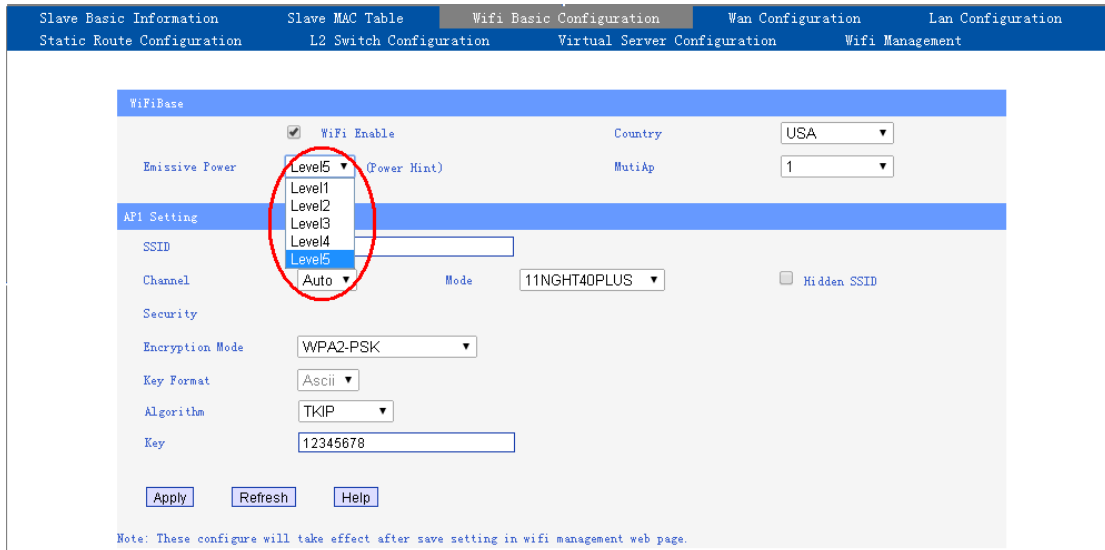 Slave Basic Information Slave MAC Table Wifi Basic Configuration Wan Configuration Lan Configuration
Static Route Configuration L2 Switch Configuration Virtual Server Configuration Wifi Management
WiFiBase
WiFi Enable Country USA
Emissive Power Level5 (Power Hint) MutiAp 1
Level1
Level2
Level3
Level4
Level5
AP1 Setting
SSID
Channel Auto Mode 11NGHT40PLUS Hidden SSID
Security
Encryption Mode WPA2-PSK
Key Format Ascii
Algorithm TKIP
Key 12345678
Apply Refresh Help
Note: These configure will take effect after save setting in wifi management web page.